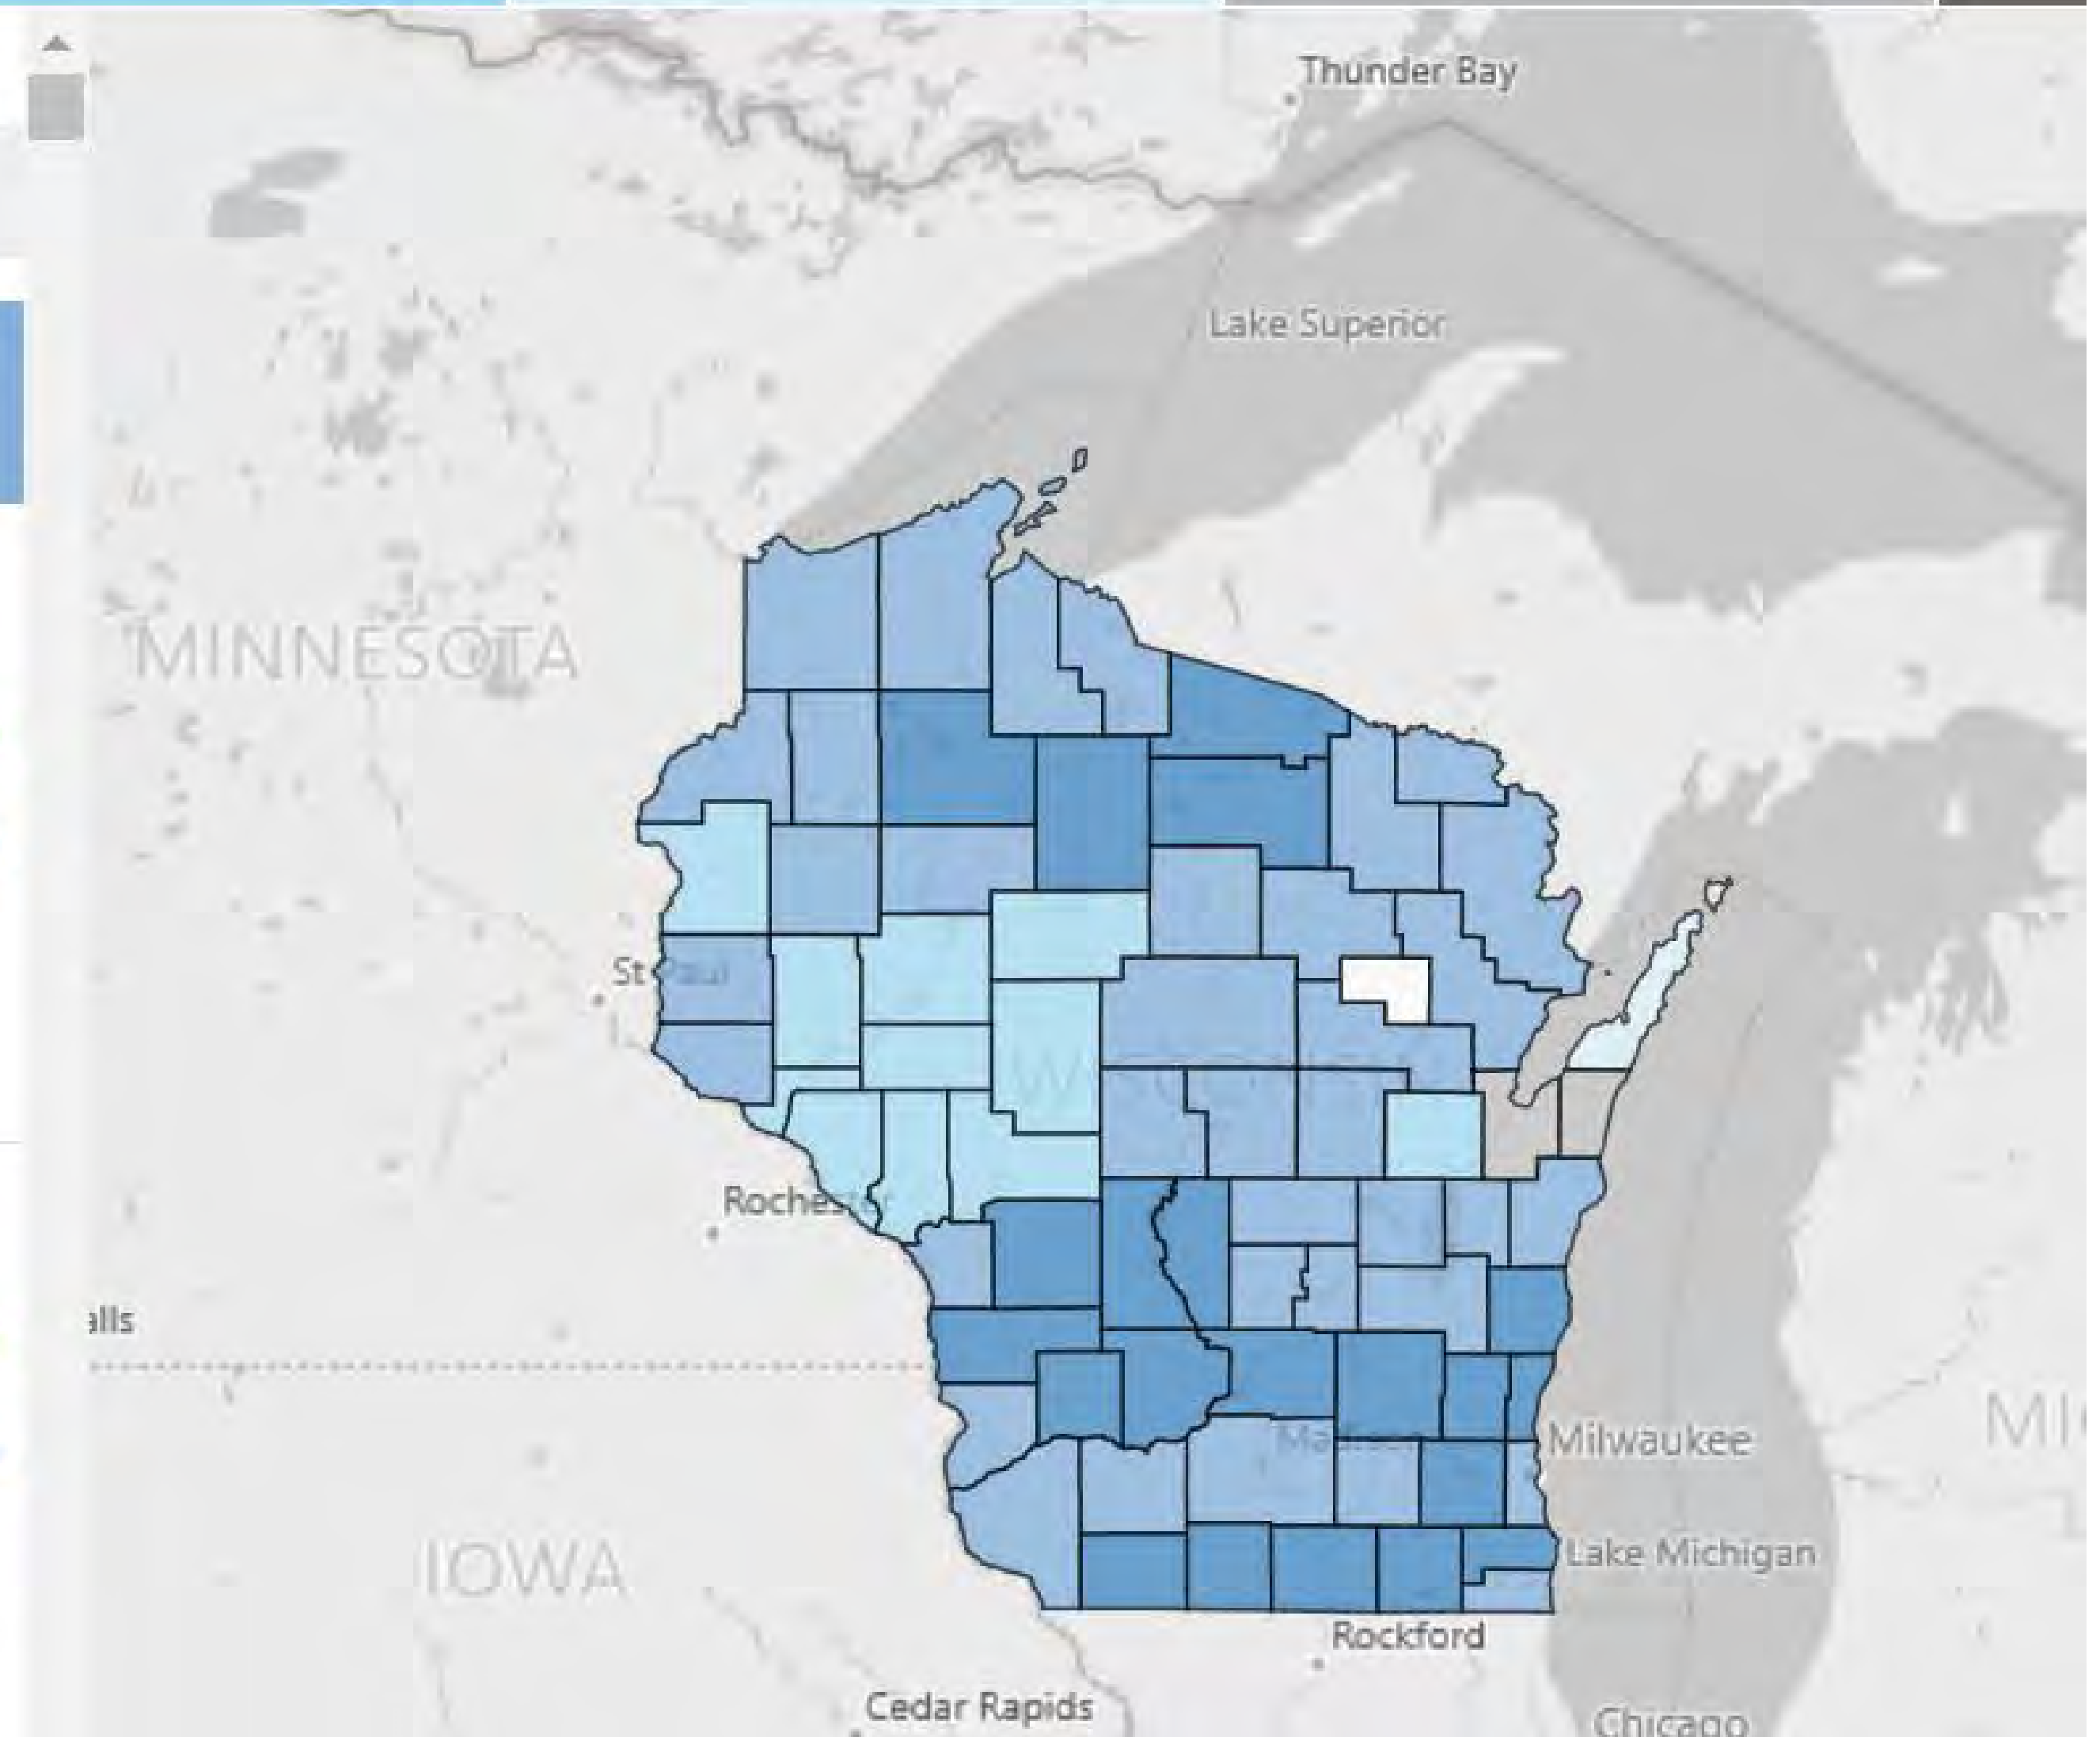 Thunder Bay
Lake Superior
MINNESOTA
St Paul
Rochester
alls
Milwaukee
IOWA
Lake Michigan
Rockford
Cedar Rapids
Chicago